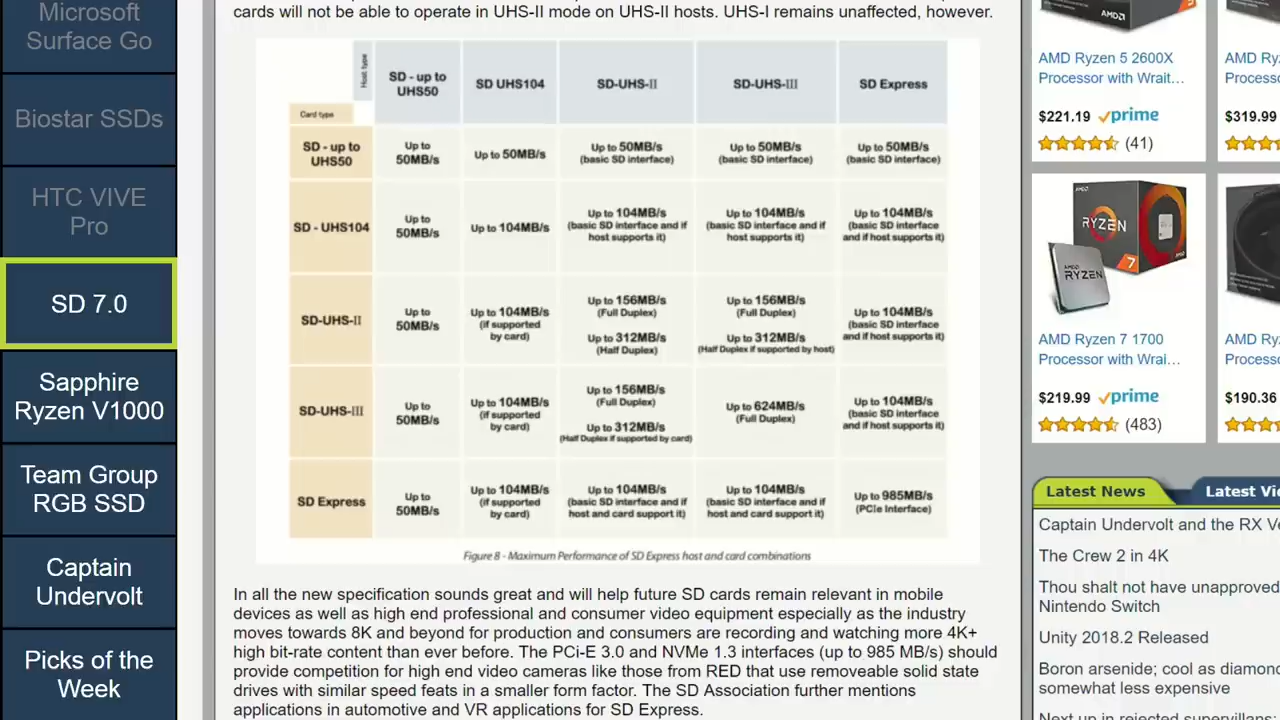 Microsoft
Surface Go
Biostar SSDs
HTC VIVE
Pro
SD 7.0
Sapphire
Ryzen V1000
Team Group
RGB SSD
Captain
Undervolt
Picks of the
Week
cards will not be able to operate in UHS-II mode on UHS-II hosts. UHS-I remains unaffected, however.
Host type
Card type
SD - up to
UHS50
SD UHS104
SD-UHS-II
SD-UHS-III
SD Express
SD - up to
UHS50
Up to
50MB/s
Up to 50MB/s
Up to 50MB/s
(basic SD interface)
Up to 50MB/s
(basic SD interface)
Up to 50MB/s
(basic SD interface)
SD - UHS104
Up to
50MB/s
Up to 104MB/s
Up to 104MB/s
(basic SD interface and if
host supports it)
Up to 104MB/s
(basic SD interface and if
host supports it)
Up to 104MB/s
(basic SD interface
and if host supports it)
SD-UHS-II
Up to
50MB/s
Up to 104MB/s
(if supported
by card)
Up to 156MB/s
(Full Duplex)
Up to 312MB/s
(Half Duplex)
Up to 156MB/s
(Full Duplex)
Up to 312MB/s
(Half Duplex if supported by host)
Up to 104MB/s
(basic SD interface
and if host supports it)
SD-UHS-III
Up to
50MB/s
Up to 104MB/s
(if supported
by card)
Up to 156MB/s
(Full Duplex)
Up to 312MB/s
(Half Duplex if supported by card)
Up to 624MB/s
(Full Duplex)
Up to 104MB/s
(basic SD interface
and if host supports it)
SD Express
Up to
50MB/s
Up to 104MB/s
(if supported
by card)
Up to 104MB/s
(basic SD interface and if
host and card support it)
Up to 104MB/s
(basic SD interface and if
host and card support it)
Up to 985MB/s
(PCIe Interface)
Figure 8 - Maximum Performance of SD Express host and card combinations
In all the new specification sounds great and will help future SD cards remain relevant in mobile
devices as well as high end professional and consumer video equipment especially as the industry
moves towards 8K and beyond for production and consumers are recording and watching more 4K+
high bit-rate content than ever before. The PCi-E 3.0 and NVMe 1.3 interfaces (up to 985 MB/s) should
provide competition for high end video cameras like those from RED that use removeable solid state
drives with similar speed feats in a smaller form factor. The SD Association further mentions
applications in automotive and VR applications for SD Express.
AMD
AMD Ryzen 5 2600X
Processor with Wrait...
$221.19 prime
(41)
AMD Ry
Process
$319.99
AMD
RYZEN
7
AMD
RYZEN
AMD Ryzen 7 1700
Processor with Wrai...
$219.99 prime
(483)
AMD Ry
Process
$190.36
Latest News
Latest Vi
Captain Undervolt and the RX Ve
The Crew 2 in 4K
Thou shalt not have unapproved
Nintendo Switch
Unity 2018.2 Released
Boron arsenide; cool as diamond
somewhat less expensive
Next up in rejected supervillans: